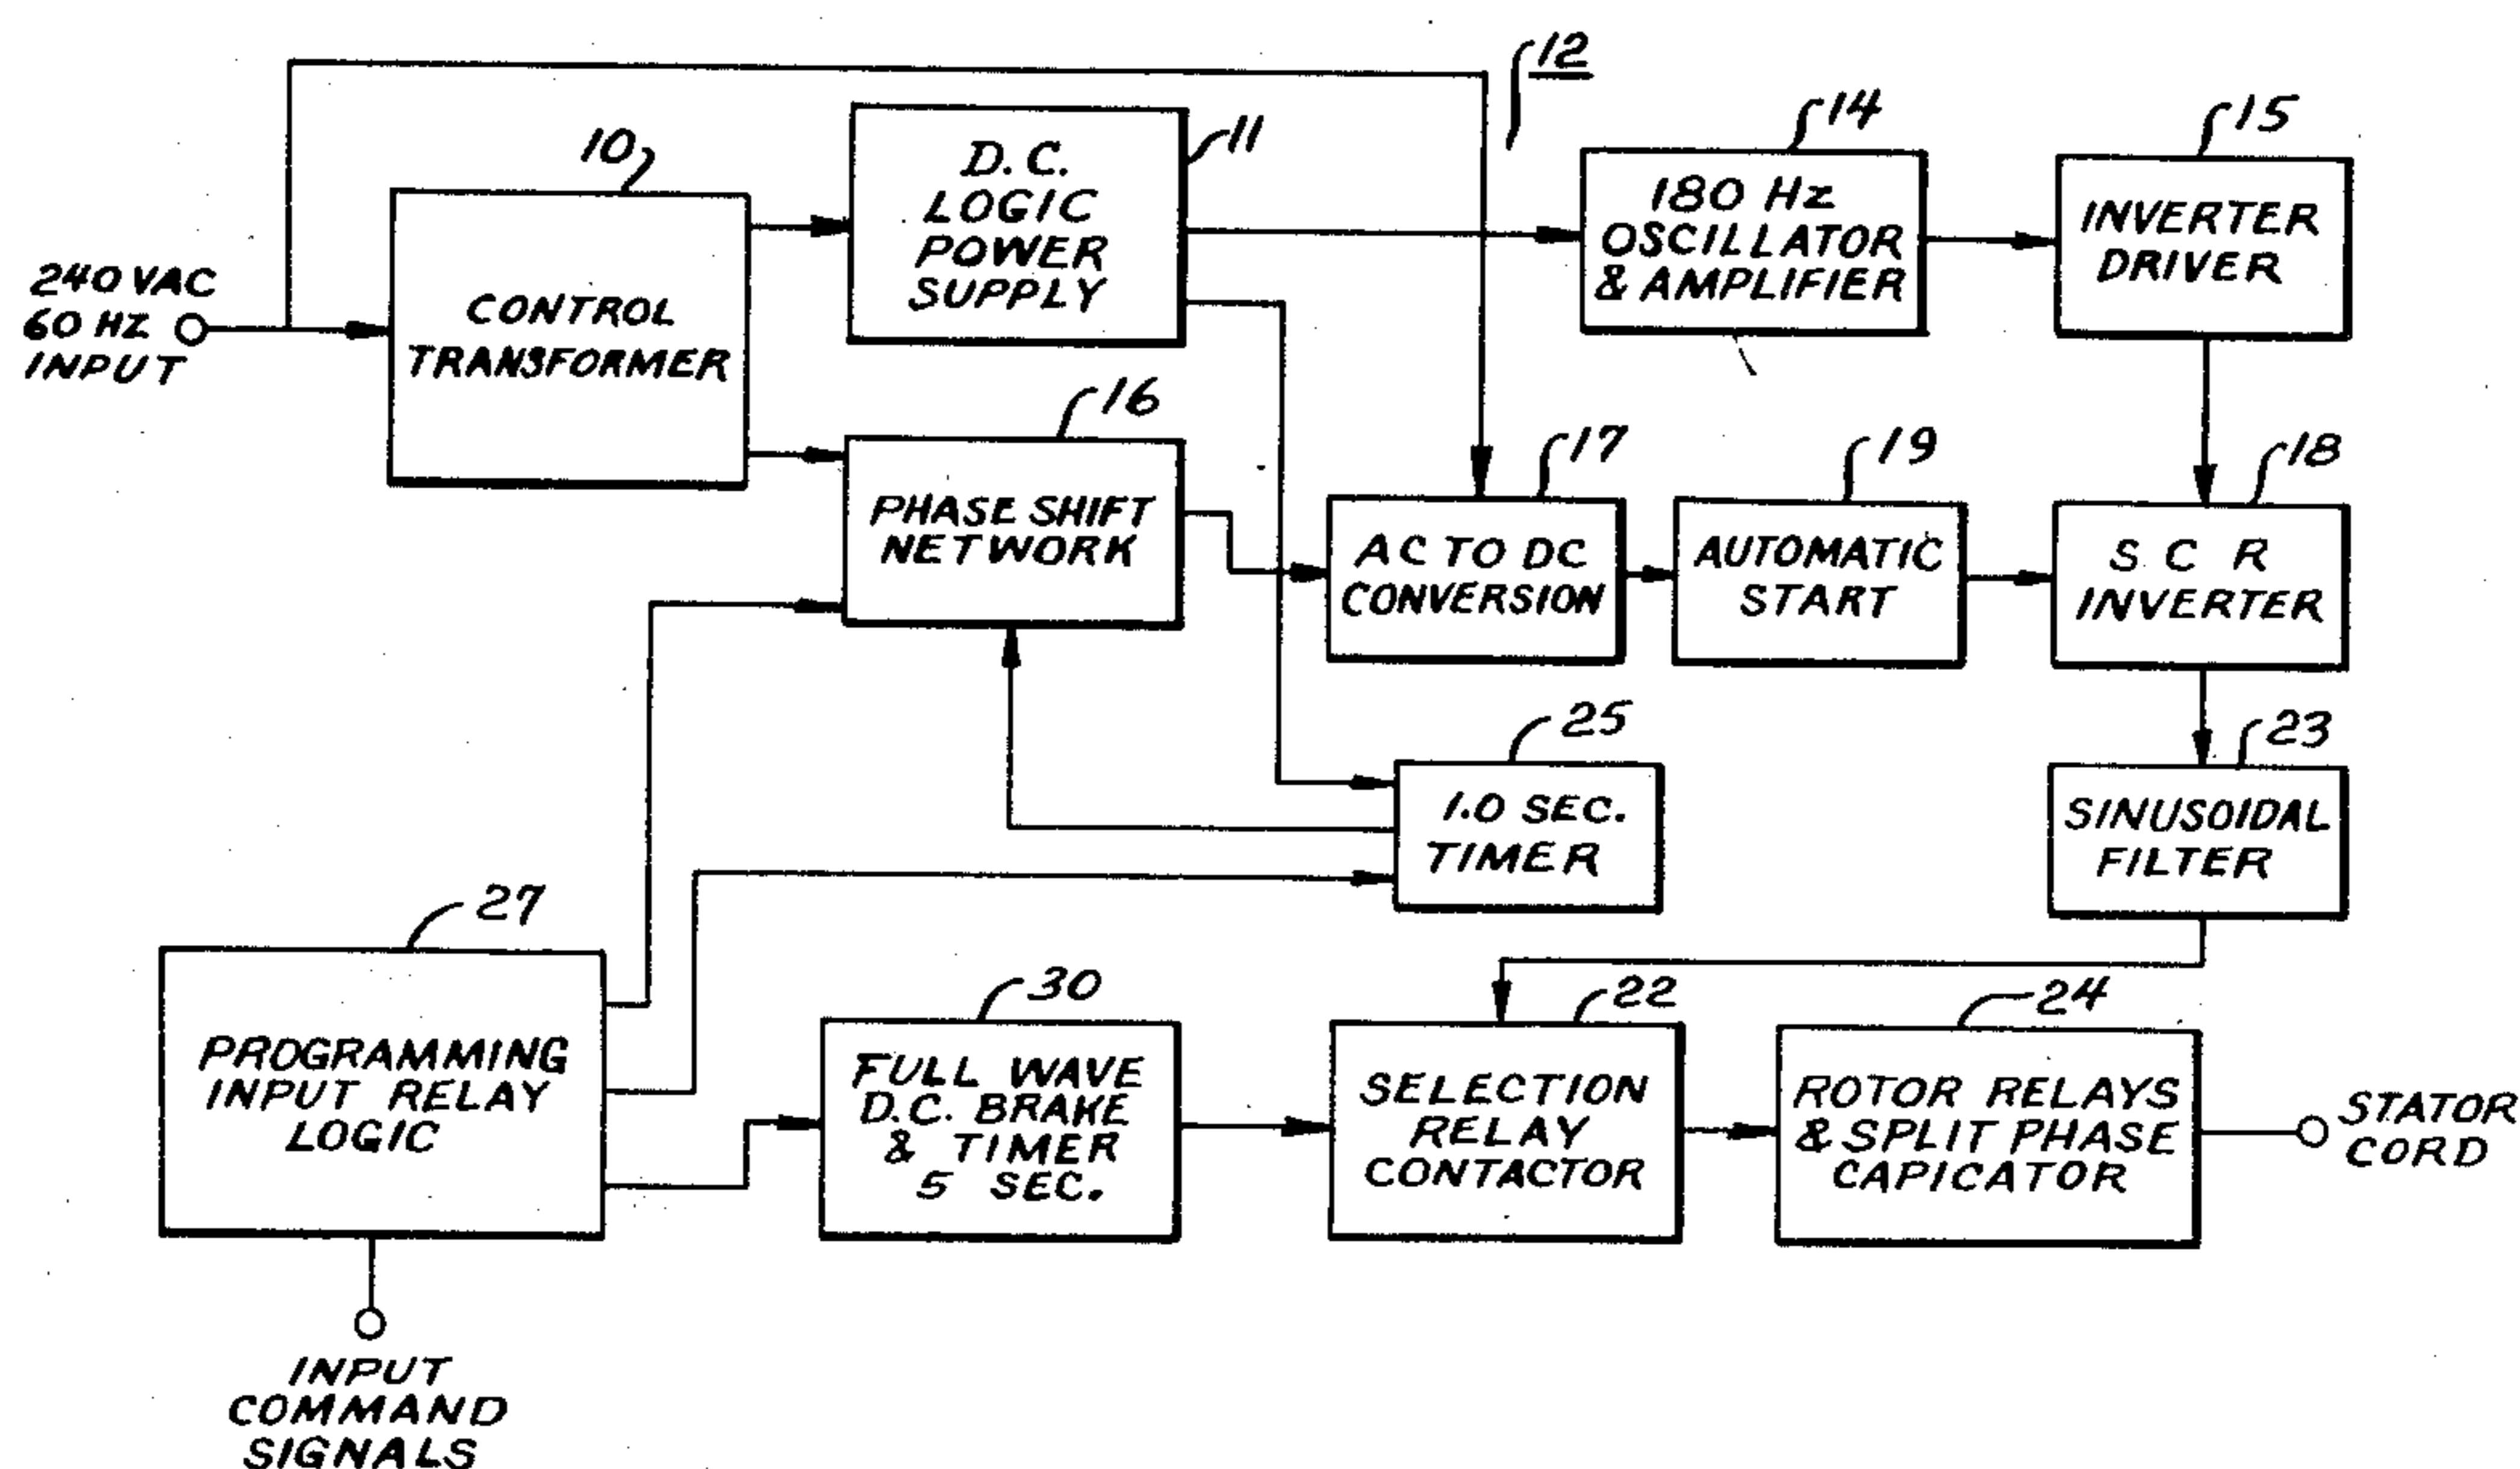 12
14
15
11
10
D.C.
LOGIC
POWER
SUPPLY
180 Hz
OSCILLATOR
& AMPLIFIER
INVERTER
DRIVER
240 VAC
60 HZ
INPUT
CONTROL
TRANSFORMER
16
17
19
18
PHASE SHIFT
NETWORK
AC TO DC
CONVERSION
AUTOMATIC
START
SCR
INVERTER
25
23
1.0 SEC.
TIMER
SINUSOIDAL
FILTER
27
30
22
24
PROGRAMMING
INPUT RELAY
LOGIC
FULL WAVE
D.C. BRAKE
& TIMER
5 SEC.
SELECTION
RELAY
CONTACTOR
ROTOR RELAYS
& SPLIT PHASE
CAPICATOR
STATOR
CORD
INPUT
COMMAND
SIGNALS